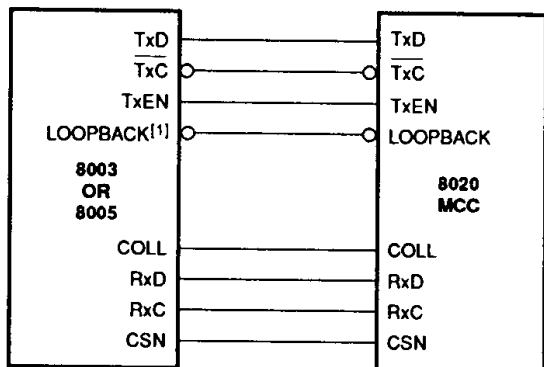 TxD
TxC
TxEN
LOOPBACK[1]
8003
OR
8005
COLL
RxD
RxC
CSN
TxD
TxC
TxEN
LOOPBACK
8020
MCC
COLL
RxD
RxC
CSN